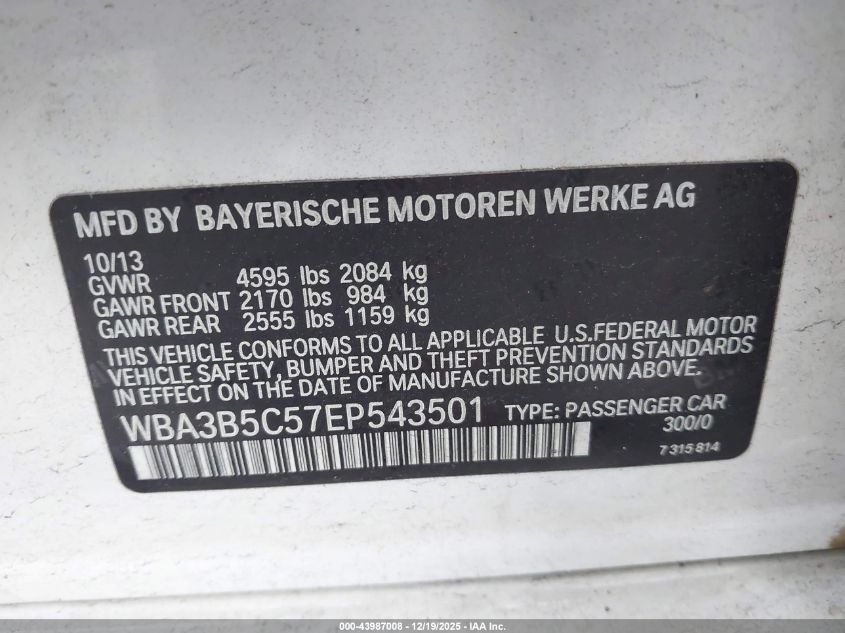 MFD BY BAYERISCHE MOTOREN WERKE AG
10/13
GVWR 4595 lbs 2084 kg
GAWR FRONT 2170 lbs 984 kg
GAWR REAR 2555 lbs 1159 kg
THIS VEHICLE CONFORMS TO ALL APPLICABLE U.S.FEDERAL MOTOR
VEHICLE SAFETY, BUMPER AND THEFT PREVENTION STANDARDS
IN EFFECT ON THE DATE OF MANUFACTURE SHOWN ABOVE.
WBA3B5C57EP543501 TYPE: PASSENGER CAR
300/0
7315814
000-43987008 - 12/19/2025 - IAA Inc.